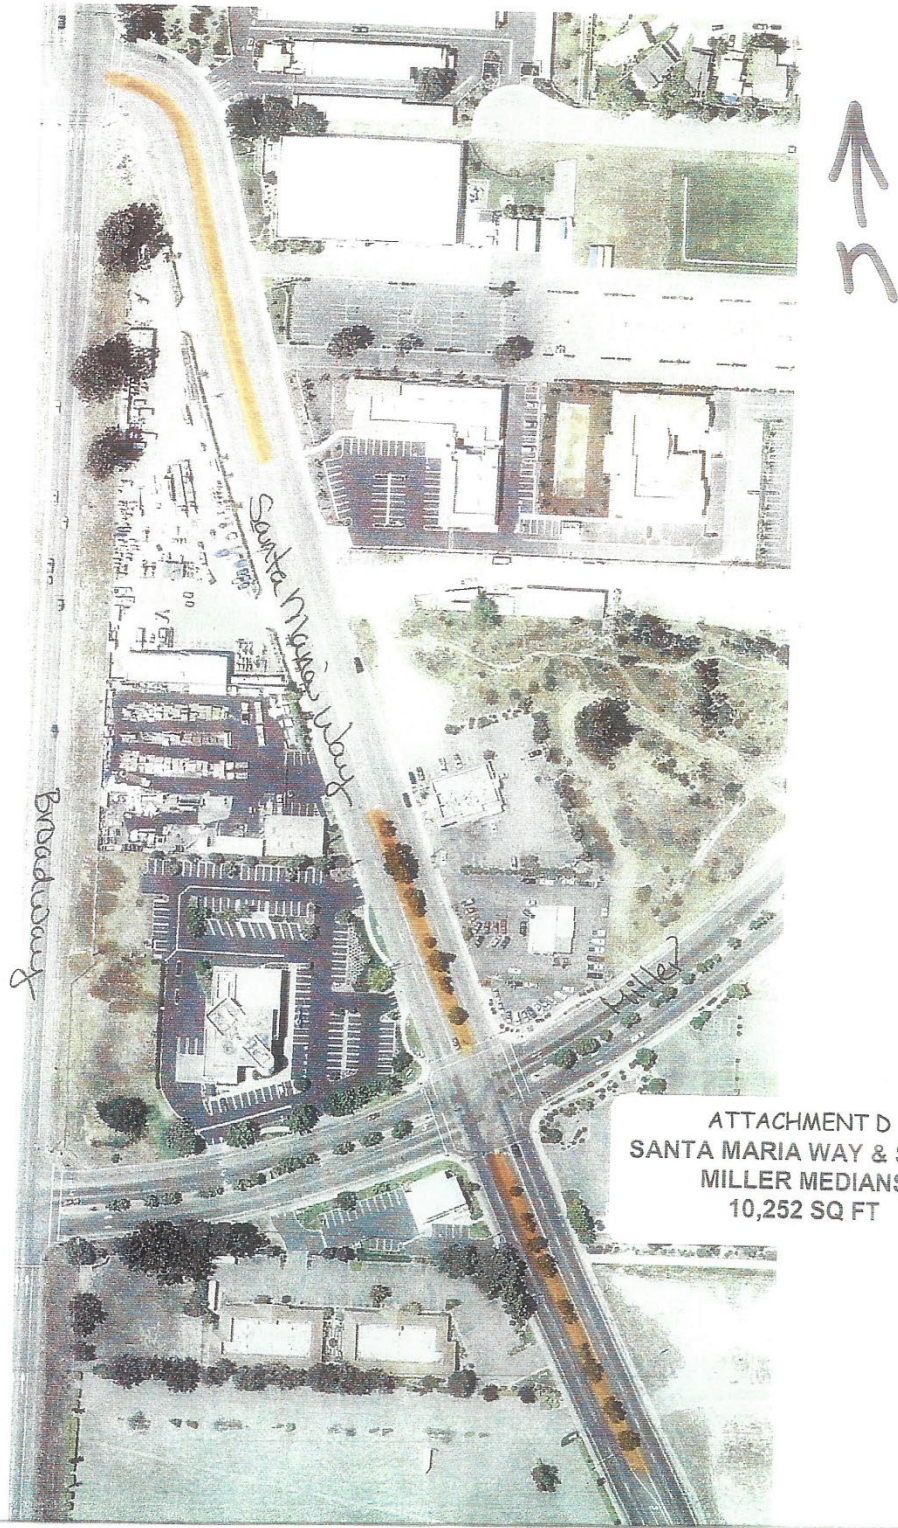 n
Santa Maria Way
Broadway
Miller
ATTACHMENT D
SANTA MARIA WAY & S
MILLER MEDIANS
10,252 SQ FT